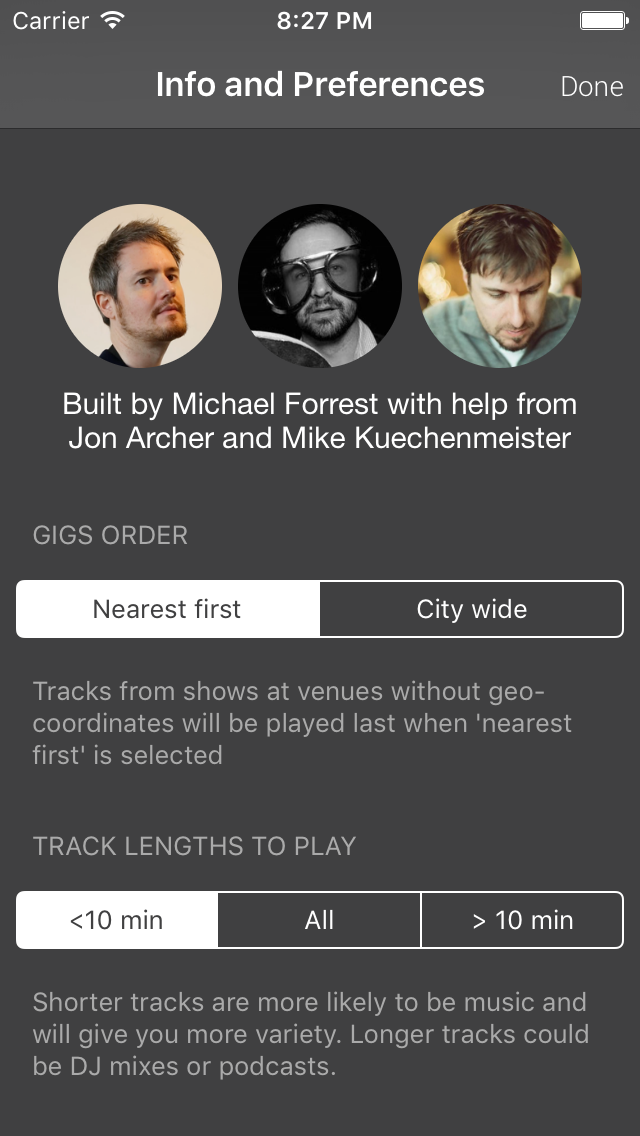 Carrier 8:27 PM
Info and Preferences Done
Built by Michael Forrest with help from
Jon Archer and Mike Kuechenmeister
GIGS ORDER
Nearest first City wide
Tracks from shows at venues without geo-
coordinates will be played last when 'nearest
first' is selected
TRACK LENGTHS TO PLAY
<10 min All > 10 min
Shorter tracks are more likely to be music and
will give you more variety. Longer tracks could
be DJ mixes or podcasts.